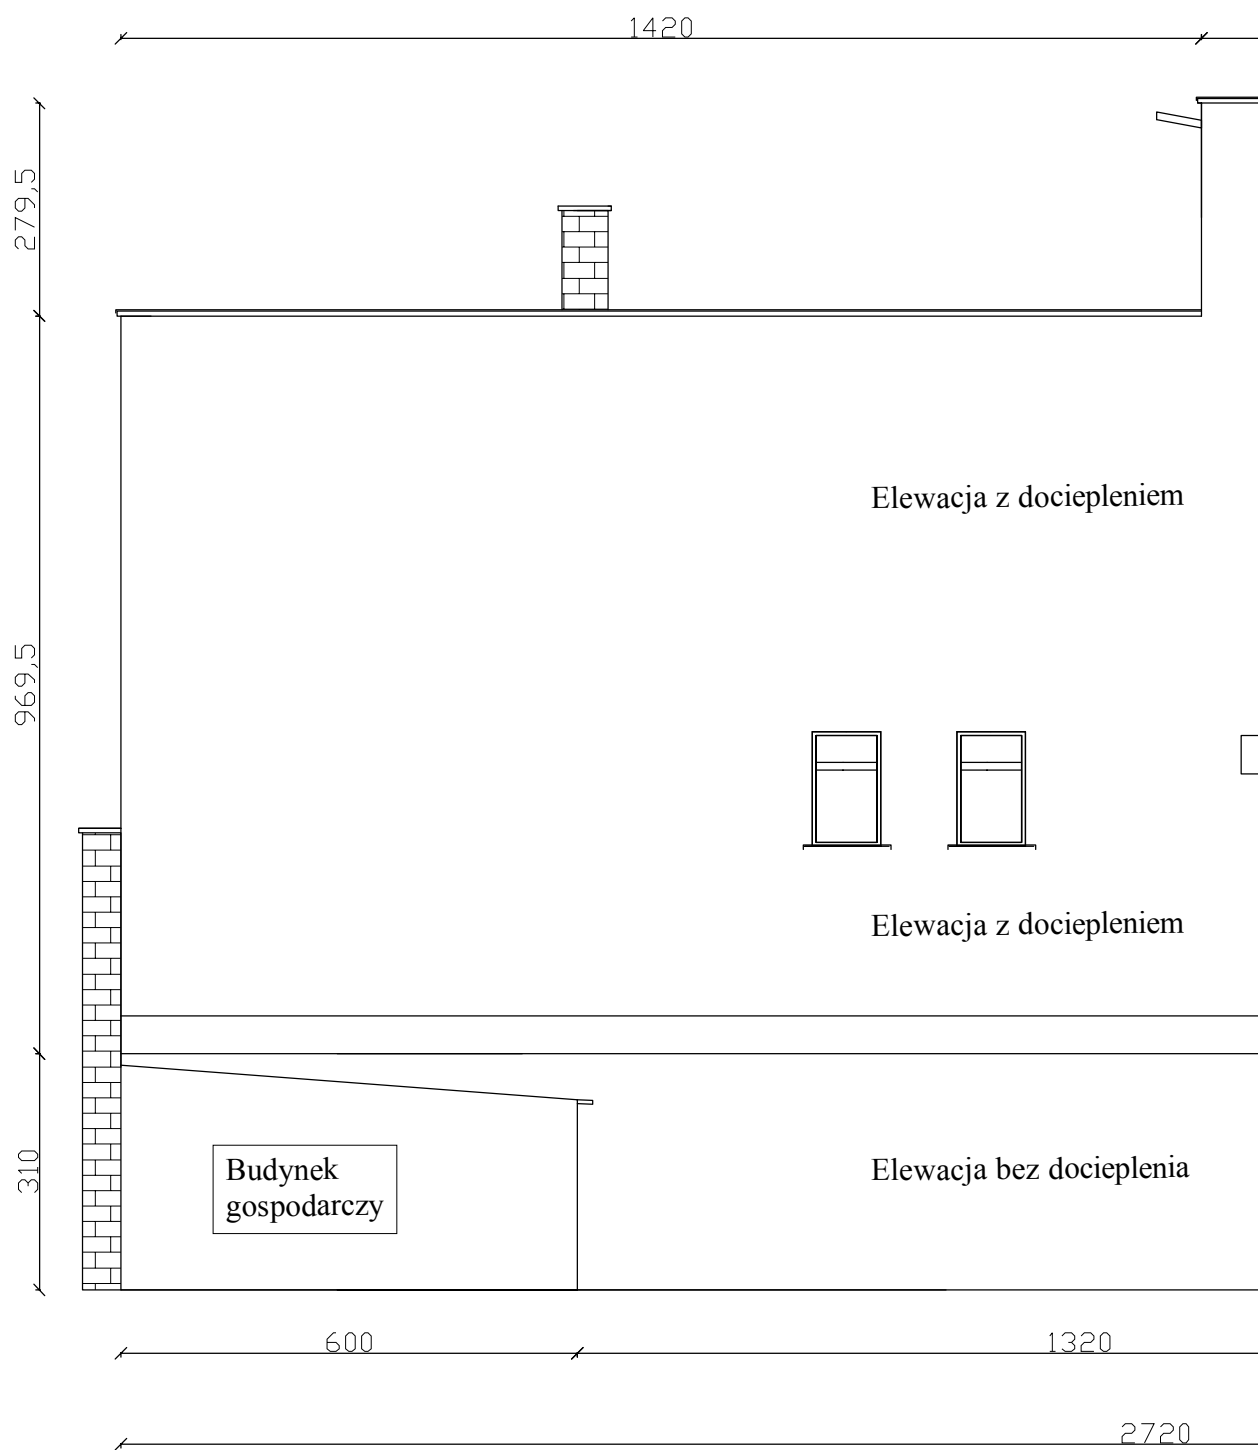 1420
279,5
Elewacja z dociepleniem
969,5
Elewacja z dociepleniem
310
Budynek
gospodarczy
Elewacja bez docieplenia
600
1320
2720